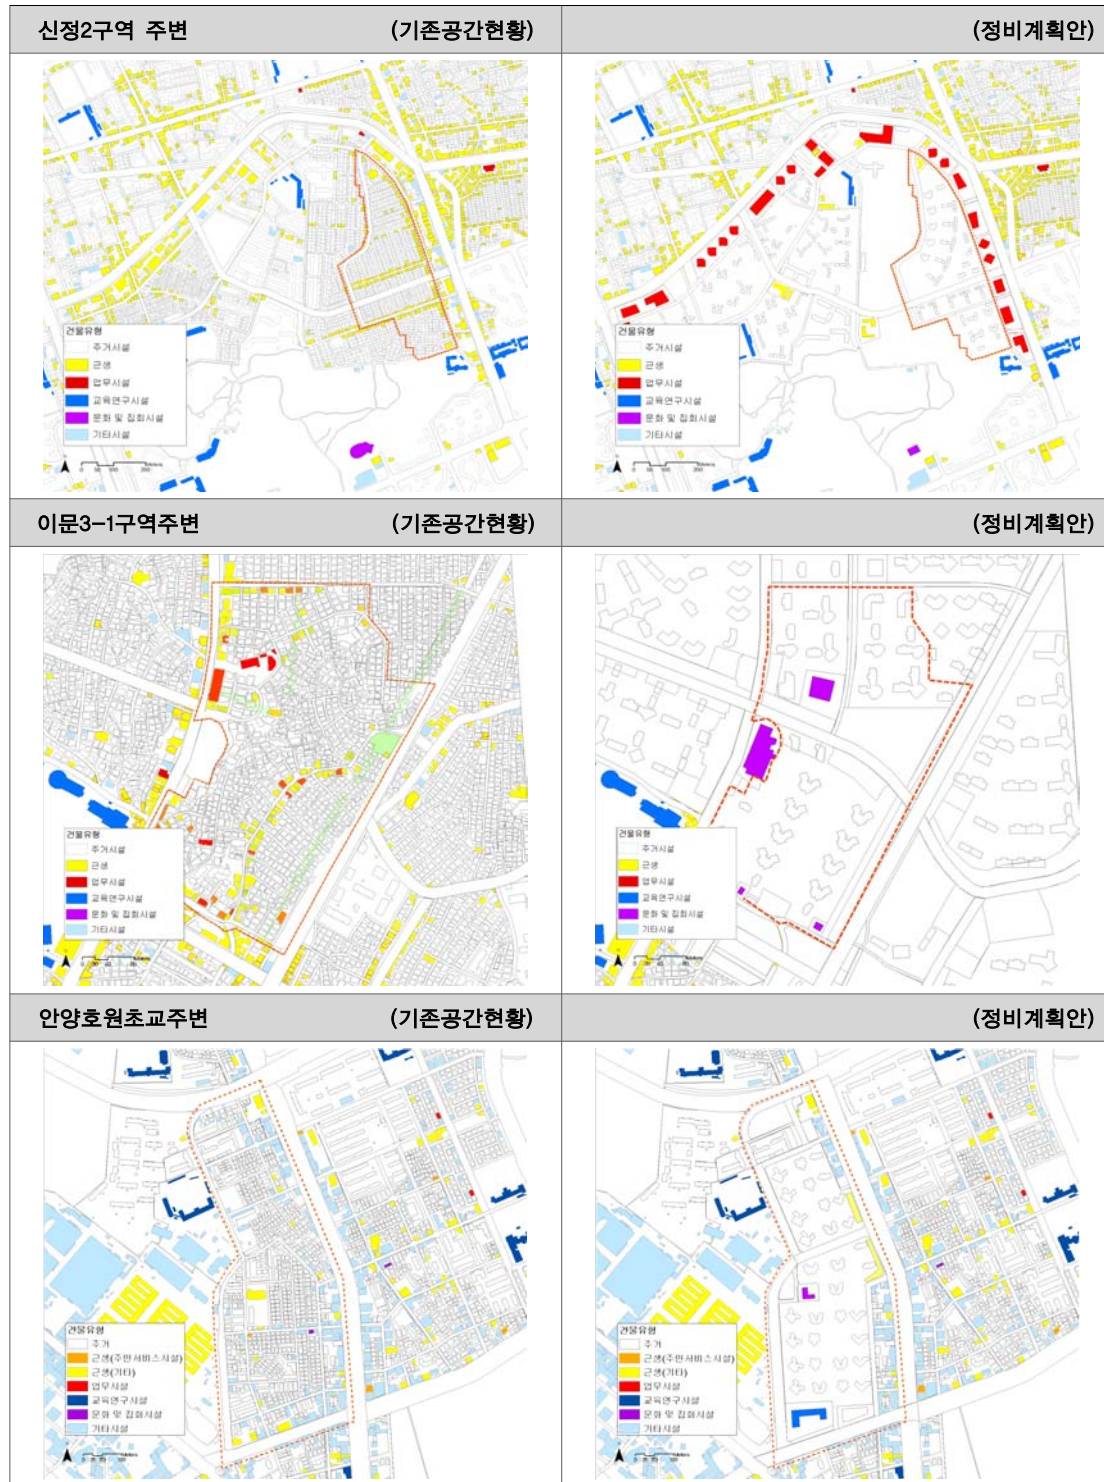 신정2구역 주변 (기존공간현황) (정비계획안)
건물유형
주거시설
근생
업무시설
교육연구시설
문화 및 집회시설
기타시설
건물유형
주거시설
근생
업무시설
교육연구시설
문화 및 집회시설
기타시설
이문3-1구역주변 (기존공간현황) (정비계획안)
건물유형
주거시설
근생
업무시설
교육연구시설
문화 및 집회시설
기타시설
건물유형
주거시설
근생
업무시설
교육연구시설
문화 및 집회시설
기타시설
안양호원초교주변 (기존공간현황) (정비계획안)
건물유형
주거
근생(주민서비스시설)
근생(기타)
업무시설
교육연구시설
문화 및 집회시설
기타시설
건물유형
주거
근생(주민서비스시설)
근생(기타)
업무시설
교육연구시설
문화 및 집회시설
기타시설